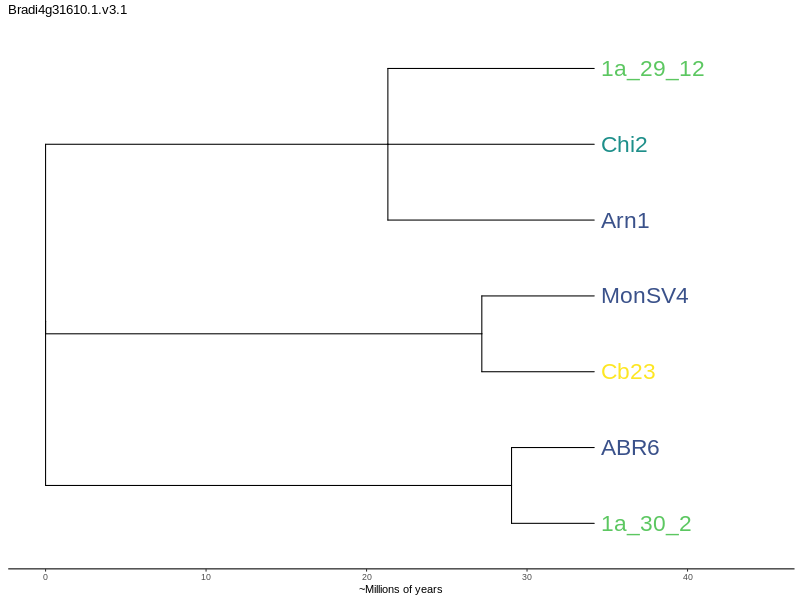 Bradi4g31610.1.v3.1
1a_29_12
Chi2
Arn1
MonSV4
Cb23
ABR6
1a_30_2
0 10 20 30 40
~Millions of years